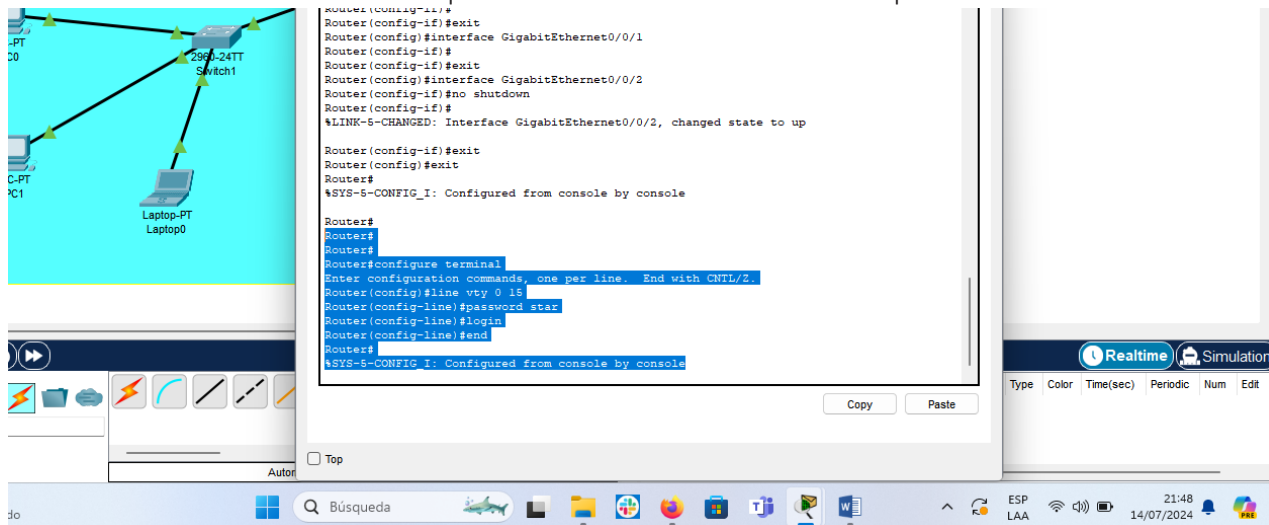 Router(config-if)#
Router(config-if)#exit
Router(config)#interface GigabitEthernet0/0/1
Router(config-if)#
Router(config-if)#exit
Router(config)#interface GigabitEthernet0/0/2
Router(config-if)#no shutdown
Router(config-if)#
%LINK-5-CHANGED: Interface GigabitEthernet0/0/2, changed state to up
Router(config-if)#exit
Router(config)#exit
Router#
%SYS-5-CONFIG_I: Configured from console by console
Router#
Router#
Router#
Router#configure terminal
Enter configuration commands, one per line.  End with CNTL/Z.
Router(config)#line vty 0 15
Router(config-line)#password star
Router(config-line)#login
Router(config-line)#end
Router#
%SYS-5-CONFIG_I: Configured from console by console
Copy
Paste
Top
-PT
C0
2960-24TT
Switch1
C-PT
PC1
Laptop-PT
Laptop0
Realtime
Simulation
Type Color Time(sec) Periodic Num Edit
Búsqueda
ESP
LAA
21:48
14/07/2024
PRE